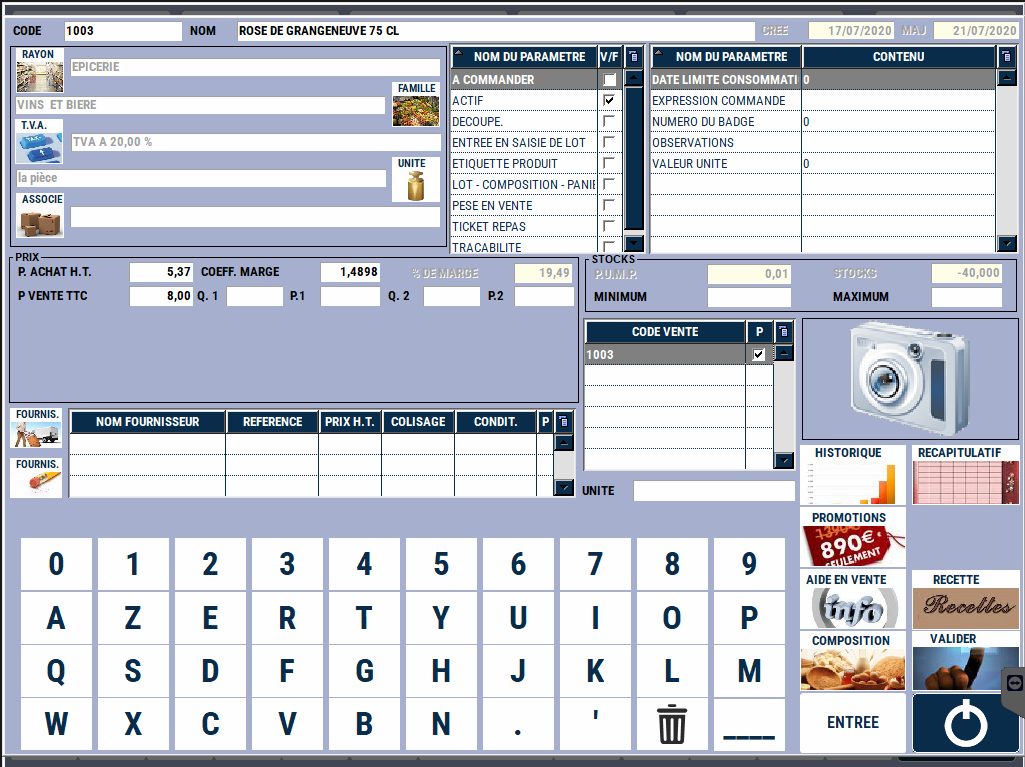 CODE 1003 NOM ROSE DE GRANGENEUVE 75 CL CREE 17/07/2020 MAJ 21/07/2020
RAYON
EPICERIE
FAMILLE
VINS ET BIERE
T.V.A.
TVA A 20,00 %
UNITE
la pièce
ASSOCIE
NOM DU PARAMETRE V/F
A COMMANDER
ACTIF
DECOUPE.
ENTREE EN SAISIE DE LOT
ETIQUETTE PRODUIT
LOT - COMPOSITION - PANIE
PESE EN VENTE
TICKET REPAS
TRACABILITE
NOM DU PARAMETRE CONTENU
DATE LIMITE CONSOMMATI 0
EXPRESSION COMMANDE
NUMERO DU BADGE 0
OBSERVATIONS
VALEUR UNITE 0
PRIX
P. ACHAT H.T. 5,37 COEFF. MARGE 1,4898 % DE MARGE 19,49
P VENTE TTC 8,00 Q. 1 P.1 Q. 2 P.2
STOCKS
P.U.M.P. 0,01 STOCKS -40,000
MINIMUM MAXIMUM
CODE VENTE P
1003
FOURNIS.
FOURNIS.
NOM FOURNISSEUR REFERENCE PRIX H.T. COLISAGE CONDIT. P
UNITE
HISTORIQUE RECAPITULATIF
PROMOTIONS
1390€
890€
SEULEMENT
AIDE EN VENTE RECETTE
info Recettes
COMPOSITION VALIDER
ENTREE
0 1 2 3 4 5 6 7 8 9
A Z E R T Y U I O P
Q S D F G H J K L M
W X C V B N . ' ____